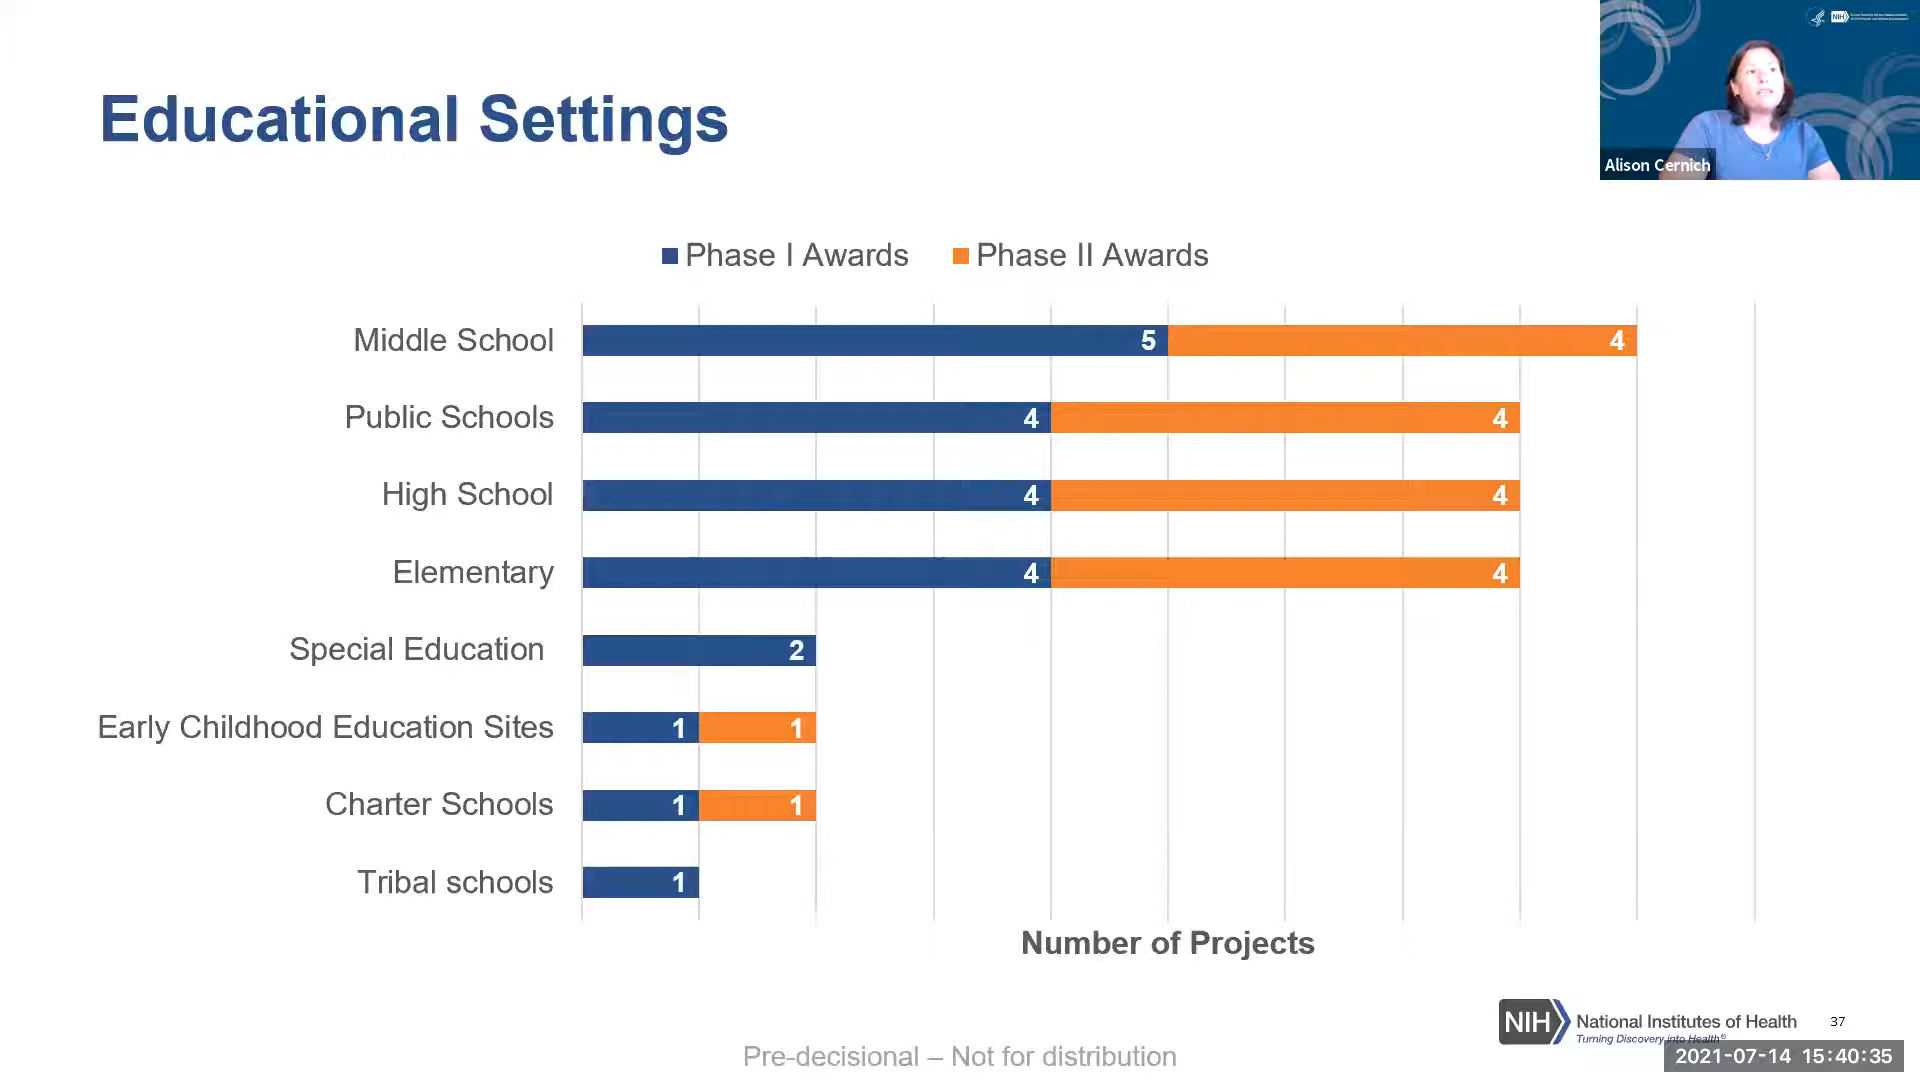 Educational Settings
NIH
Alison Cernich
Phase I Awards
Phase II Awards
Middle School
5
4
Public Schools
4
4
High School
4
4
Elementary
4
4
Special Education
2
Early Childhood Education Sites
1
1
Charter Schools
1
1
Tribal schools
1
Number of Projects
NIH
National Institutes of Health
Turning Discovery into Health®
37
Pre-decisional – Not for distribution
2021-07-14 15:40:35